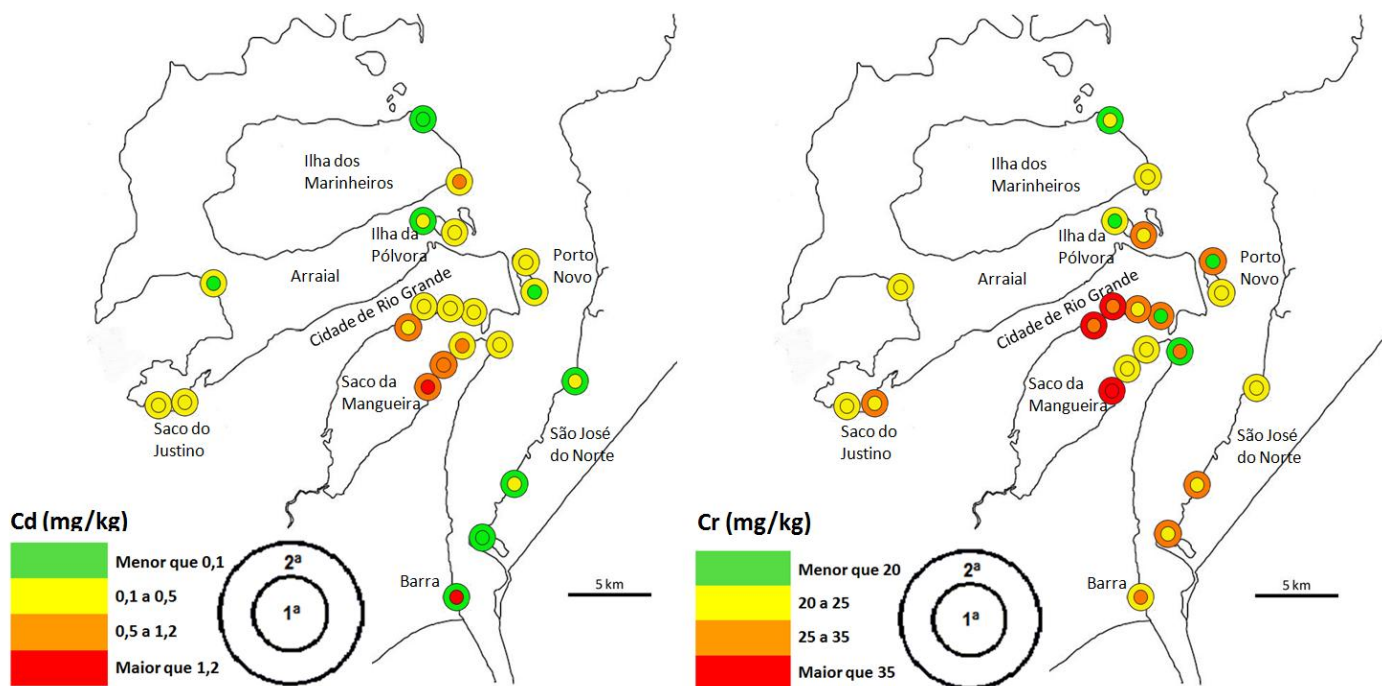 Ilha dos
Marinheiros
Ilha da
Pólvora
Arraial
Porto
Novo
Cidade de Rio Grande
Saco da
Mangueira
Saco do
Justino
São José
do Norte
Barra
5 km
Cd (mg/kg)
Menor que 0,1
0,1 a 0,5
0,5 a 1,2
Maior que 1,2
2ª
1ª
Ilha dos
Marinheiros
Ilha da
Pólvora
Arraial
Porto
Novo
Cidade de Rio Grande
Saco da
Mangueira
Saco do
Justino
São José
do Norte
Barra
5 km
Cr (mg/kg)
Menor que 20
20 a 25
25 a 35
Maior que 35
2ª
1ª